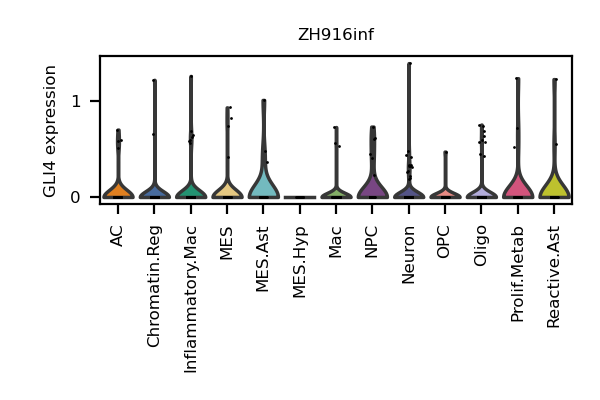 ZH916inf
GLI4 expression
1
0
AC
Chromatin.Reg
Inflammatory.Mac
MES
MES.Ast
MES.Hyp
Mac
NPC
Neuron
OPC
Oligo
Prolif.Metab
Reactive.Ast